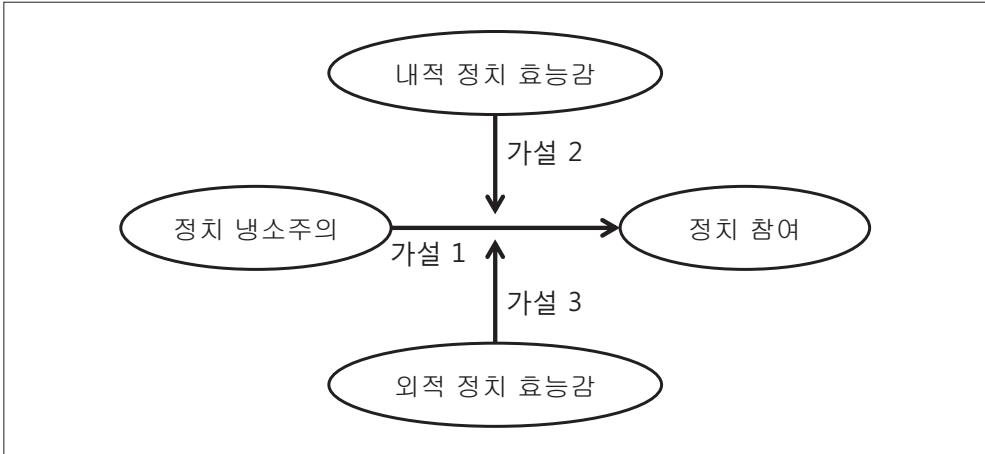 내적 정치 효능감
가설 2
정치 냉소주의
정치 참여
가설 1
가설 3
외적 정치 효능감